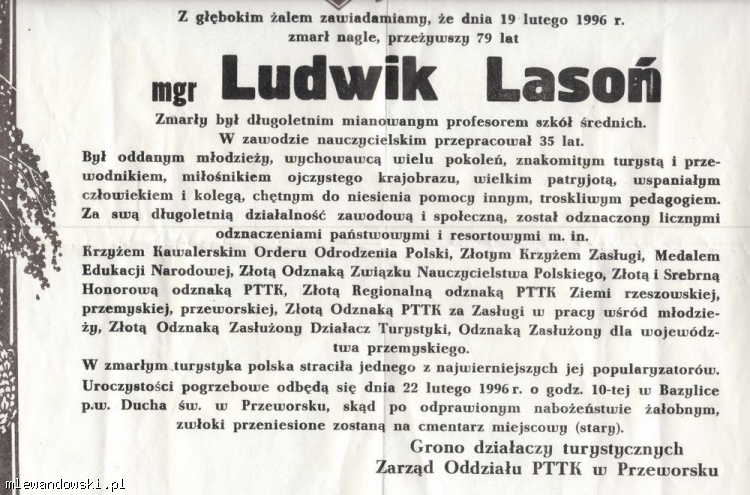 Z głębokim żalem zawiadamiamy, że dnia 19 lutego 1996 r.
zmarł nagle, przeżywszy 79 lat
mgr Ludwik Lasoń
Zmarły był długoletnim mianowanym profesorem szkół średnich.
W zawodzie nauczycielskim przepracował 35 lat.
Był oddanym młodzieży, wychowawcą wielu pokoleń, znakomitym turystą i prze-
wodnikiem, miłośnikiem ojczystego krajobrazu, wielkim patryjotą, wspaniałym
człowiekiem i kolegą, chętnym do niesienia pomocy innym, troskliwym pedagogiem.
Za swą długoletnią działalność zawodową i społeczną, został odznaczony licznymi
odznaczeniami państwowymi i resortowymi m. in.
Krzyżem Kawalerskim Orderu Odrodzenia Polski, Złotym Krzyżem Zasługi, Medalem
Edukacji Narodowej, Złotą Odznaką Związku Nauczycielstwa Polskiego, Złotą i Srebrną
Honorową odznaką PTTK, Złotą Regionalną odznaką PTTK Ziemi rzeszowskiej,
przemyskiej, przeworskiej, Złotą Odznaką PTTK za Zasługi w pracy wśród młodzie-
ży, Złotą Odznaką Zasłużony Działacz Turystyki, Odznaką Zasłużony dla wojewódz-
twa przemyskiego.
W zmarłym turystyka polska straciła jednego z najwierniejszych jej popularyzatorów.
Uroczystości pogrzebowe odbędą się dnia 22 lutego 1996 r. o godz. 10-tej w Bazylice
p.w. Ducha św. w Przeworsku, skąd po odprawionym nabożeństwie żałobnym,
zwłoki przeniesione zostaną na cmentarz miejscowy (stary).
Grono działaczy turystycznych
Zarząd Oddziału PTTK w Przeworsku
mlewandowski.pl